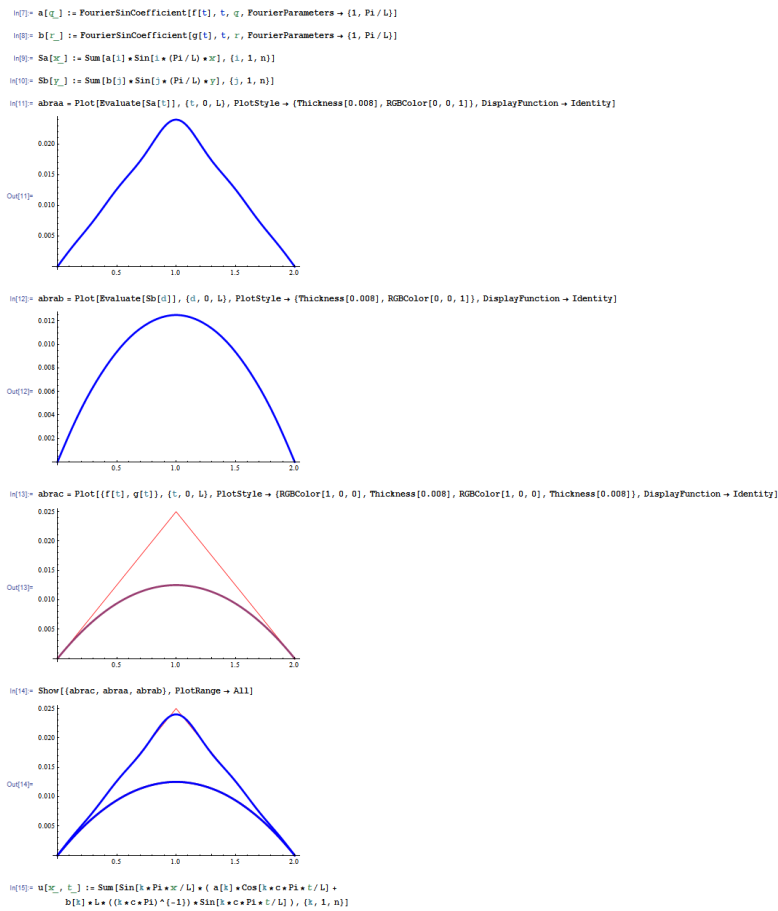 In[7]:= a[q_] := FourierSinCoefficient[f[t], t, q, FourierParameters → {1, Pi/L}]
In[8]:= b[r_] := FourierSinCoefficient[g[t], t, r, FourierParameters → {1, Pi/L}]
In[9]:= Sa[x_] := Sum[a[i]*Sin[i*(Pi/L)*x], {i, 1, n}]
In[10]:= Sb[y_] := Sum[b[j]*Sin[j*(Pi/L)*y], {j, 1, n}]
In[11]:= abraa = Plot[Evaluate[Sa[t]], {t, 0, L}, PlotStyle → {Thickness[0.008], RGBColor[0, 0, 1]}, DisplayFunction → Identity]
0.020
0.015
Out[11]=
0.010
0.005
0.5 1.0 1.5 2.0
In[12]:= abrab = Plot[Evaluate[Sb[d]], {d, 0, L}, PlotStyle → {Thickness[0.008], RGBColor[0, 0, 1]}, DisplayFunction → Identity]
0.012
0.010
0.008
Out[12]=
0.006
0.004
0.002
0.5 1.0 1.5 2.0
In[13]:= abrac = Plot[{f[t], g[t]}, {t, 0, L}, PlotStyle → {RGBColor[1, 0, 0], Thickness[0.008], RGBColor[1, 0, 0], Thickness[0.008]}, DisplayFunction → Identity]
0.025
0.020
0.015
Out[13]=
0.010
0.005
0.5 1.0 1.5 2.0
In[14]:= Show[{abrac, abraa, abrab}, PlotRange → All]
0.025
0.020
0.015
Out[14]=
0.010
0.005
0.5 1.0 1.5 2.0
In[15]:= u[x_, t_] := Sum[Sin[k*Pi*x/L]*( a[k]*Cos[k*c*Pi*t/L] +
b[k]*L*((k*c*Pi)^{-1})*Sin[k*c*Pi*t/L]), {k, 1, n}]